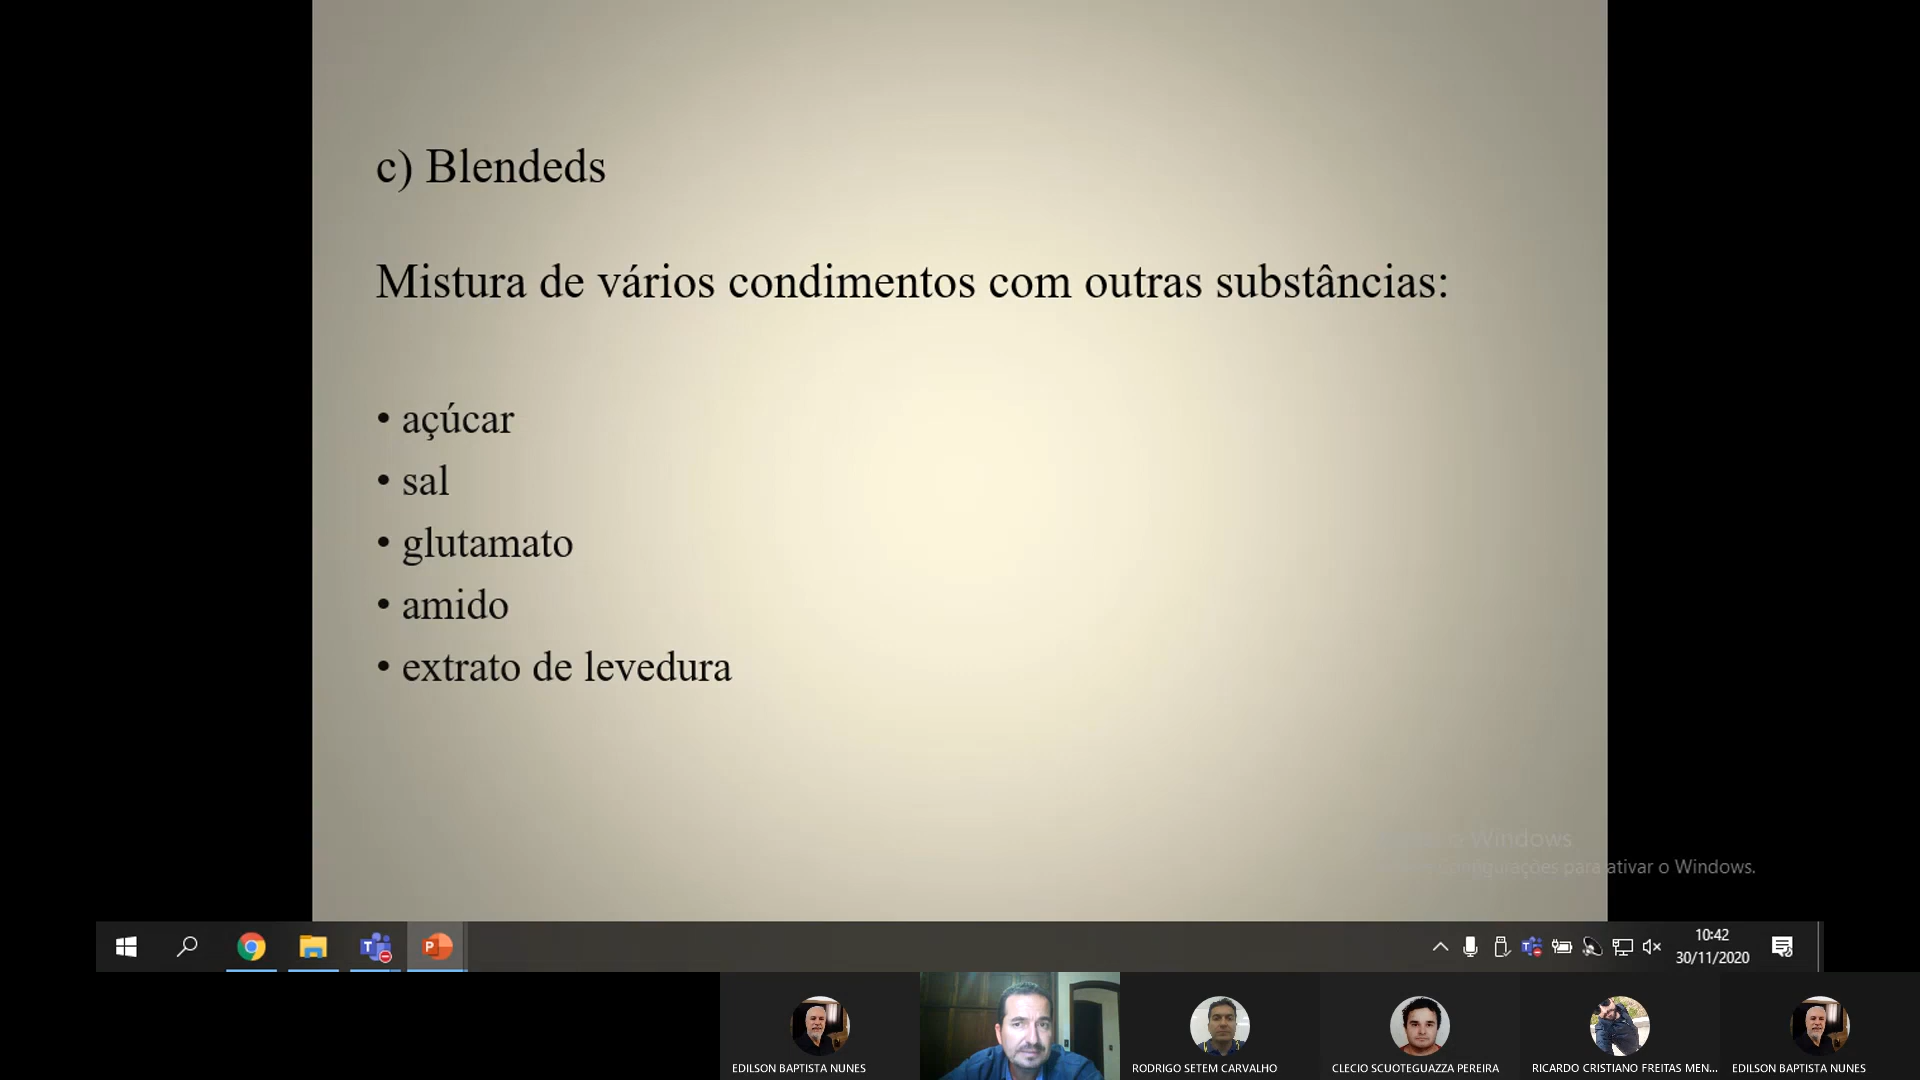 c) Blendeds
Mistura de vários condimentos com outras substâncias:
• açúcar
• sal
• glutamato
• amido
• extrato de levedura
Windows
para ativar o Windows.
10:42
30/11/2020
EDILSON BAPTISTA NUNES
RODRIGO SETEM CARVALHO
CLECIO SCUOTEGUAZZA PEREIRA
RICARDO CRISTIANO FREITAS MEN...
EDILSON BAPTISTA NUNES